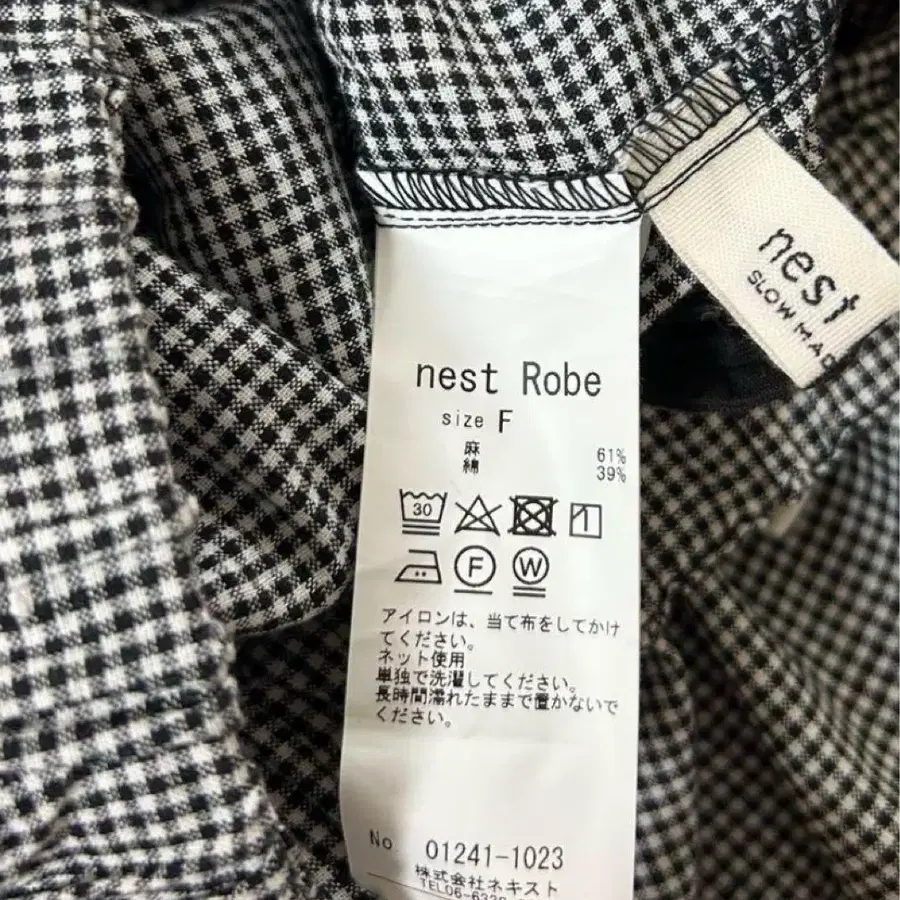 nest
SLOW MAD
nest Robe
size F
麻 61%
綿 39%
30
F
W
アイロンは、当て布をしてかけ
てください。
ネット使用
単独で洗濯してください。
長時間濡れたままで置かないで
ください。
No. 01241-1023
株式会社ネキスト